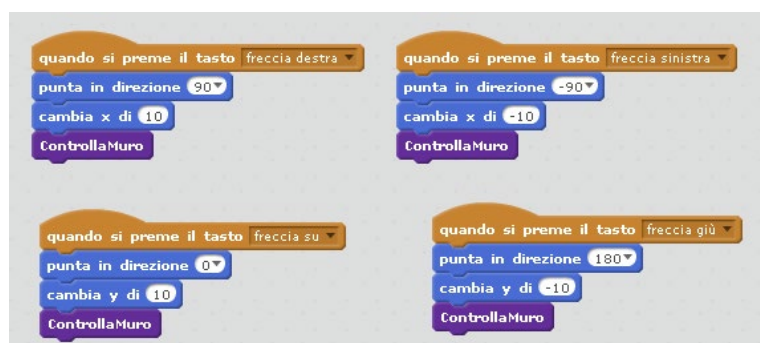 quando si preme il tasto freccia destra
punta in direzione 90
cambia x di 10
ControllaMuro
quando si preme il tasto freccia sinistra
punta in direzione -90
cambia x di -10
ControllaMuro
quando si preme il tasto freccia su
punta in direzione 0
cambia y di 10
ControllaMuro
quando si preme il tasto freccia giù
punta in direzione 180
cambia y di -10
ControllaMuro